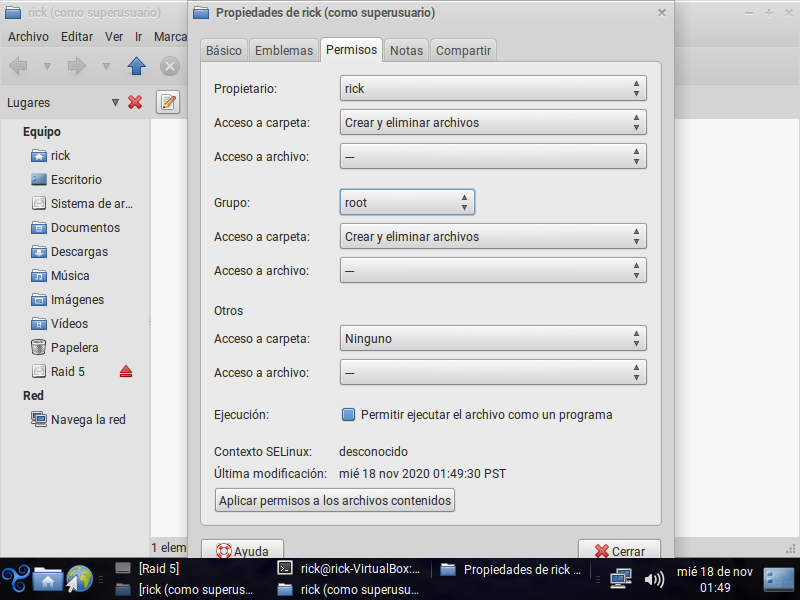 rick (como superusuario)
Propiedades de rick (como superusuario)
Archivo Editar Ver Ir Marca
Básico Emblemas Permisos Notas Compartir
Lugares
Propietario: rick
Acceso a carpeta: Crear y eliminar archivos
Acceso a archivo: —
Grupo: root
Acceso a carpeta: Crear y eliminar archivos
Acceso a archivo: —
Otros
Acceso a carpeta: Ninguno
Acceso a archivo: —
Ejecución: Permitir ejecutar el archivo como un programa
Contexto SELinux: desconocido
Última modificación: mié 18 nov 2020 01:49:30 PST
Aplicar permisos a los archivos contenidos
Ayuda Cerrar
Equipo
rick
Escritorio
Sistema de ar...
Documentos
Descargas
Música
Imágenes
Vídeos
Papelera
Raid 5
Red
Navega la red
1 elem
[Raid 5]
[rick (como superus...
rick@rick-VirtualBox:...
rick (como superusu...
Propiedades de rick ...
mié 18 de nov
01:49